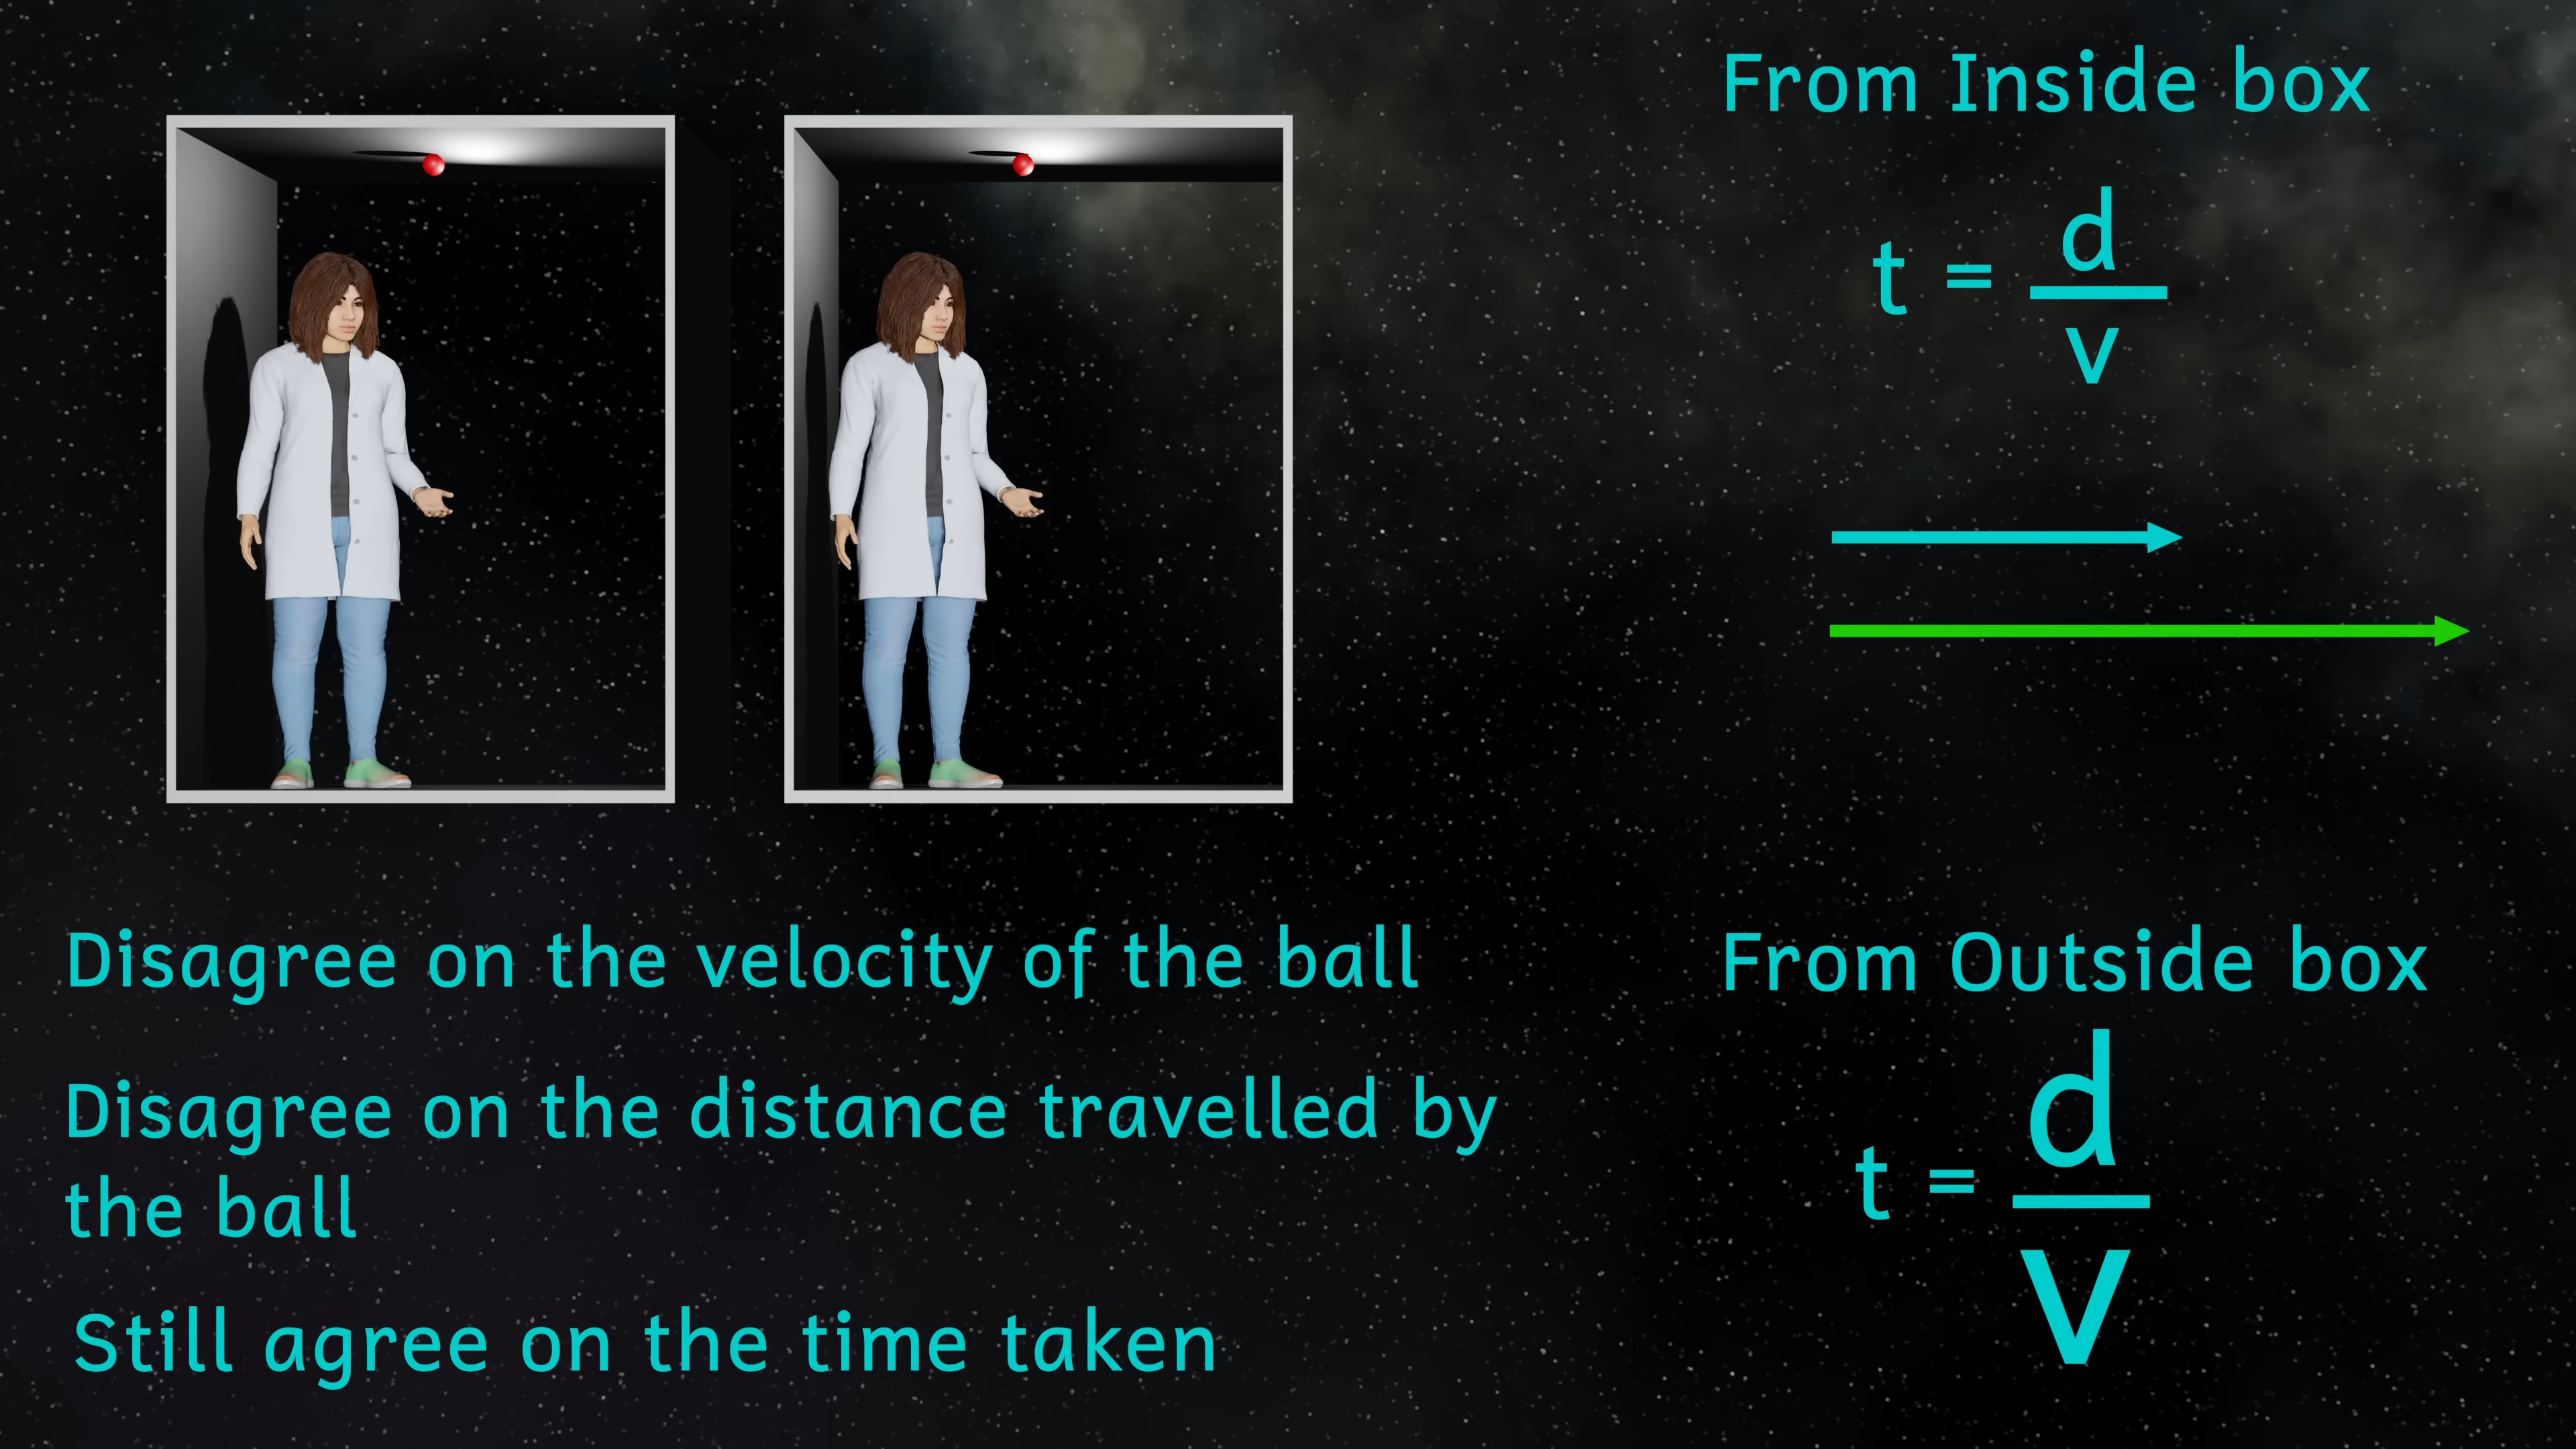 From Inside box
t = d
v
Disagree on the velocity of the ball
Disagree on the distance travelled by
the ball
Still agree on the time taken
From Outside box
t = d
v